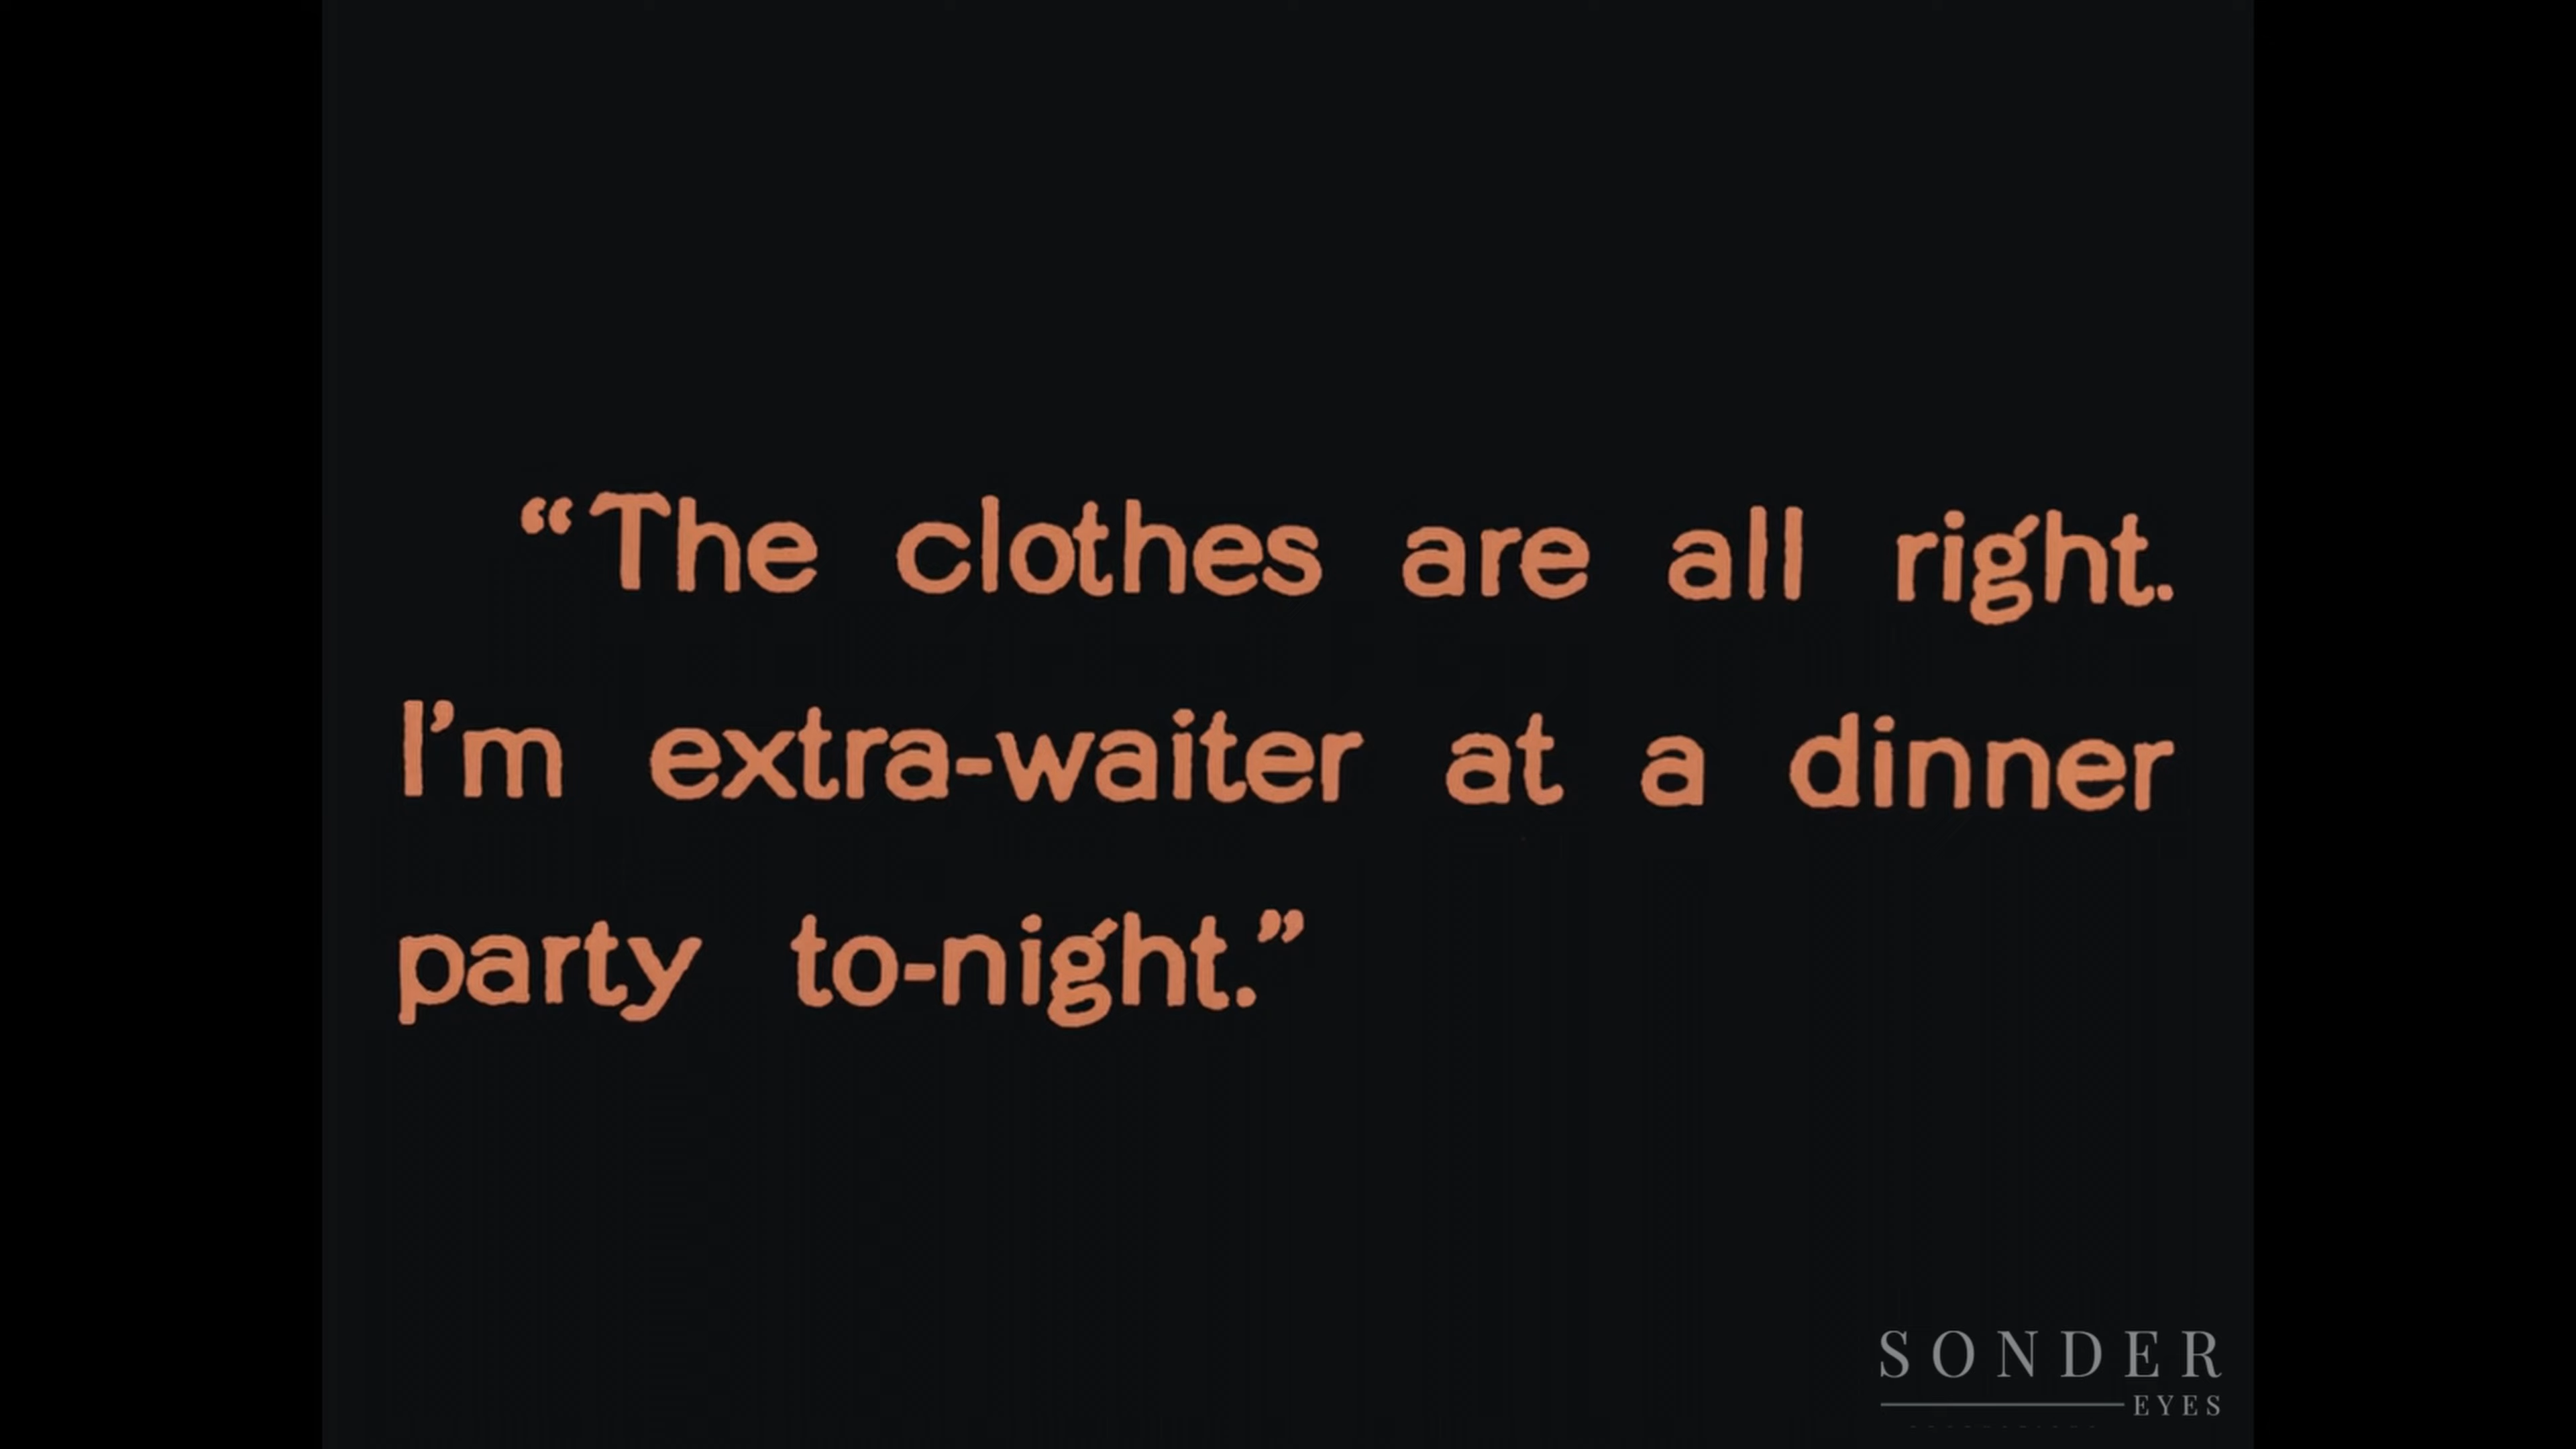 “The clothes are all right.
I’m extra-waiter at a dinner
party to-night.”
SONDER
EYES